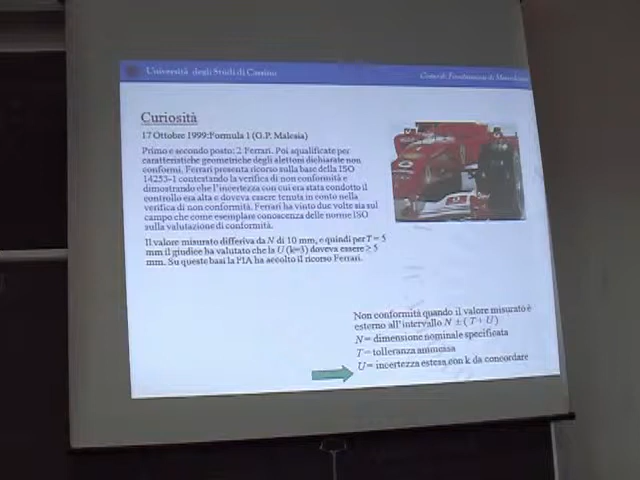 Università degli Studi di Cassino
Corso di Fondamenti di
Curiosità
17 Ottobre 1999:Formula 1 (G.P. Malesia)
Primo e secondo posto: 2 Ferrari. Poi squalificate per
caratteristiche geometriche degli alettoni dichiarate non
conformi. Ferrari presenta ricorso sulla base della ISO
14253-1 contestando la verifica di non conformità e
dimostrando che l'incertezza con cui era stata condotto il
controllo era alta e doveva essere tenuta in conto nella
verifica di non conformità. Ferrari ha vinto due volte sia sul
campo che come esemplare conoscenza delle norme ISO
sulla valutazione di conformità.
Il valore misurato differiva da N di 10 mm, e quindi per T = 5
mm il giudice ha valutato che la U (k=3) doveva essere ≥ 5
mm. Su queste basi la FIA ha accolto il ricorso Ferrari.
Non conformità quando il valore misurato è
esterno all'intervallo N ± ( T + U )
N = dimensione nominale specificata
T = tolleranza ammessa
U = incertezza estesa con k da concordare